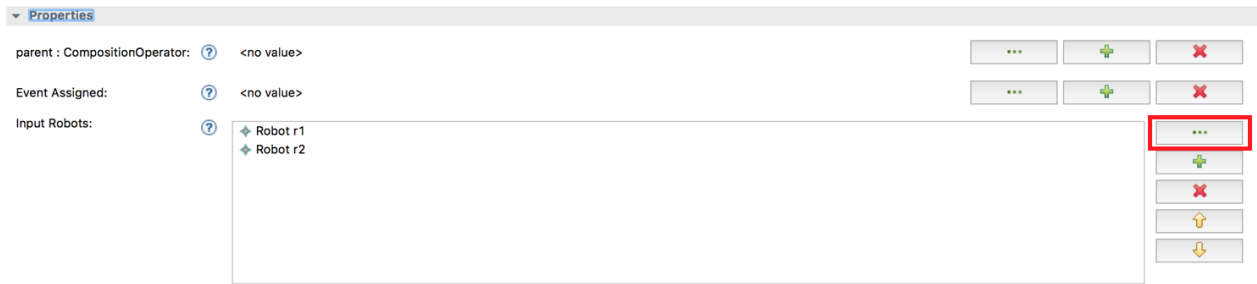 Properties
parent : CompositionOperator: ? <no value> ...
Event Assigned: ? <no value> ...
Input Robots: ? ...
Robot r1
Robot r2